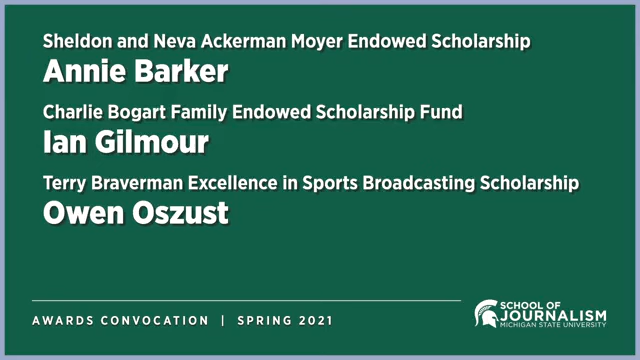 Sheldon and Neva Ackerman Moyer Endowed Scholarship
Annie Barker
Charlie Bogart Family Endowed Scholarship Fund
Ian Gilmour
Terry Braverman Excellence in Sports Broadcasting Scholarship
Owen Oszust
AWARDS CONVOCATION | SPRING 2021
SCHOOL OF
JOURNALISM
MICHIGAN STATE UNIVERSITY